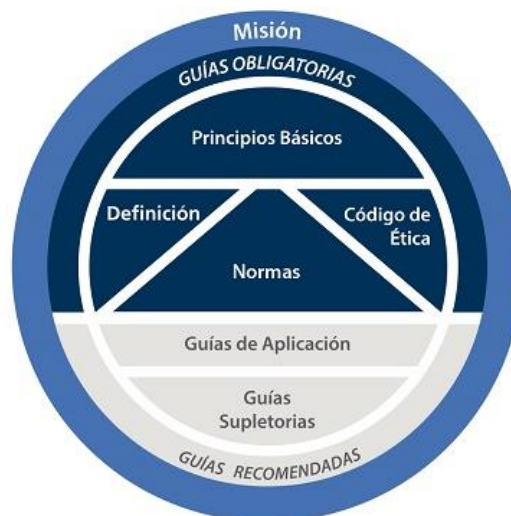 Misión
GUÍAS OBLIGATORIAS
Principios Básicos
Definición
Código de
Ética
Normas
Guías de Aplicación
Guías
Supletorias
GUÍAS RECOMENDADAS